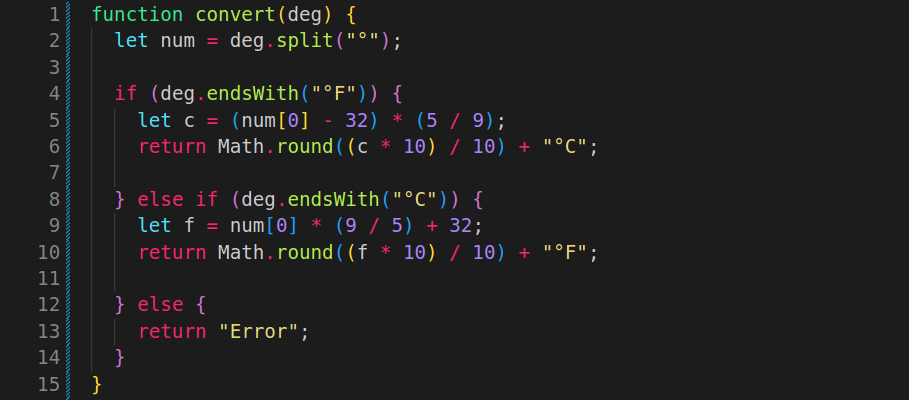 1 function convert(deg) {
2 let num = deg.split("°");
3
4 if (deg.endsWith("°F")) {
5 let c = (num[0] - 32) * (5 / 9);
6 return Math.round((c * 10) / 10) + "°C";
7
8 } else if (deg.endsWith("°C")) {
9 let f = num[0] * (9 / 5) + 32;
10 return Math.round((f * 10) / 10) + "°F";
11
12 } else {
13 return "Error";
14 }
15 }